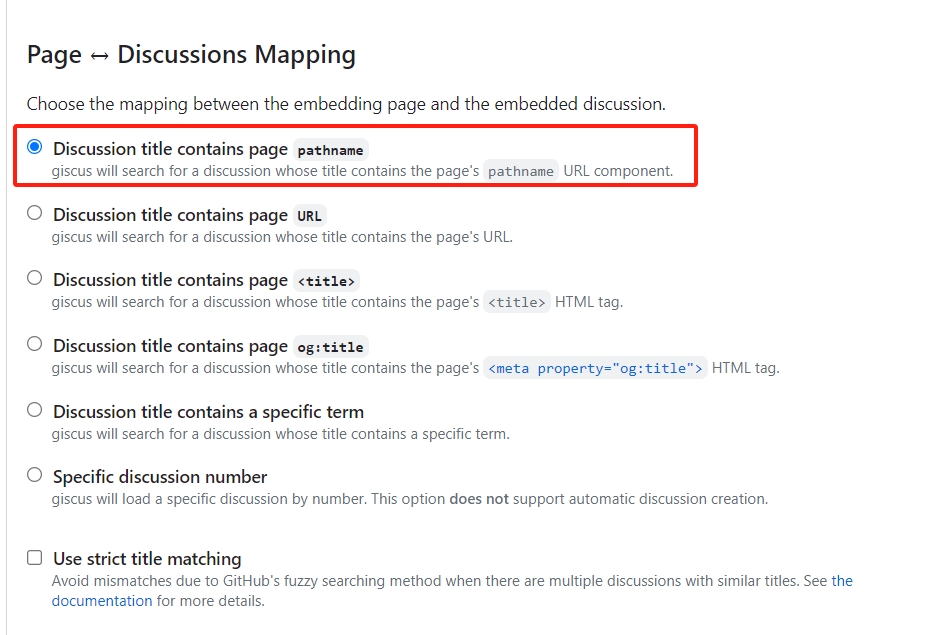 Page ↔ Discussions Mapping
Choose the mapping between the embedding page and the embedded discussion.
Discussion title contains page pathname
giscus will search for a discussion whose title contains the page's pathname URL component.
Discussion title contains page URL
giscus will search for a discussion whose title contains the page's URL.
Discussion title contains page <title>
giscus will search for a discussion whose title contains the page's <title> HTML tag.
Discussion title contains page og:title
giscus will search for a discussion whose title contains the page's <meta property="og:title"> HTML tag.
Discussion title contains a specific term
giscus will search for a discussion whose title contains a specific term.
Specific discussion number
giscus will load a specific discussion by number. This option does not support automatic discussion creation.
Use strict title matching
Avoid mismatches due to GitHub's fuzzy searching method when there are multiple discussions with similar titles. See the
documentation for more details.